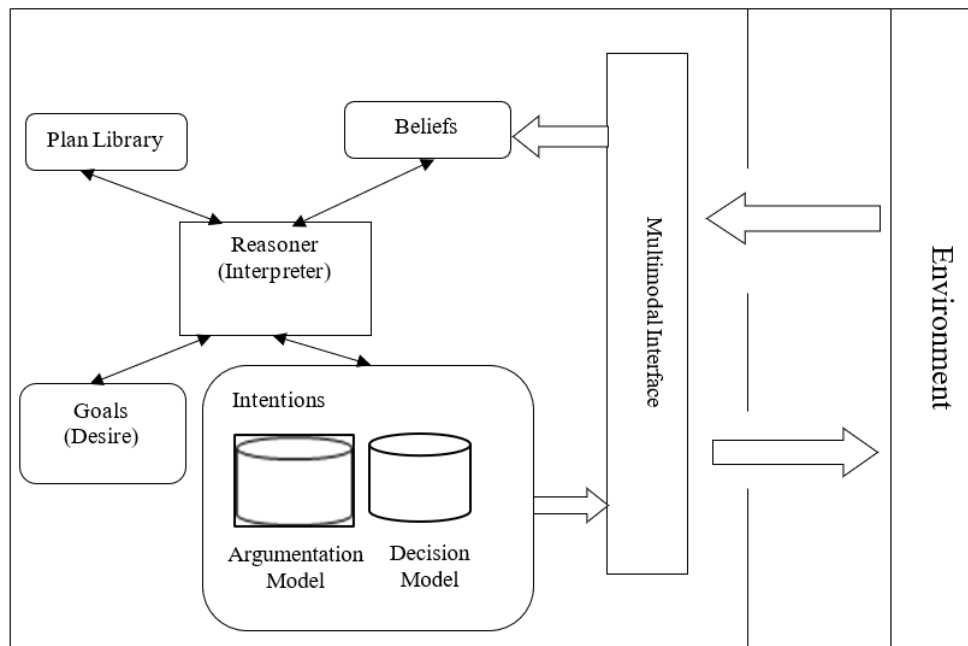 Plan Library
Beliefs
Reasoner
(Interpreter)
Goals
(Desire)
Intentions
Argumentation
Model
Decision
Model
Multimodal Interface
Environment